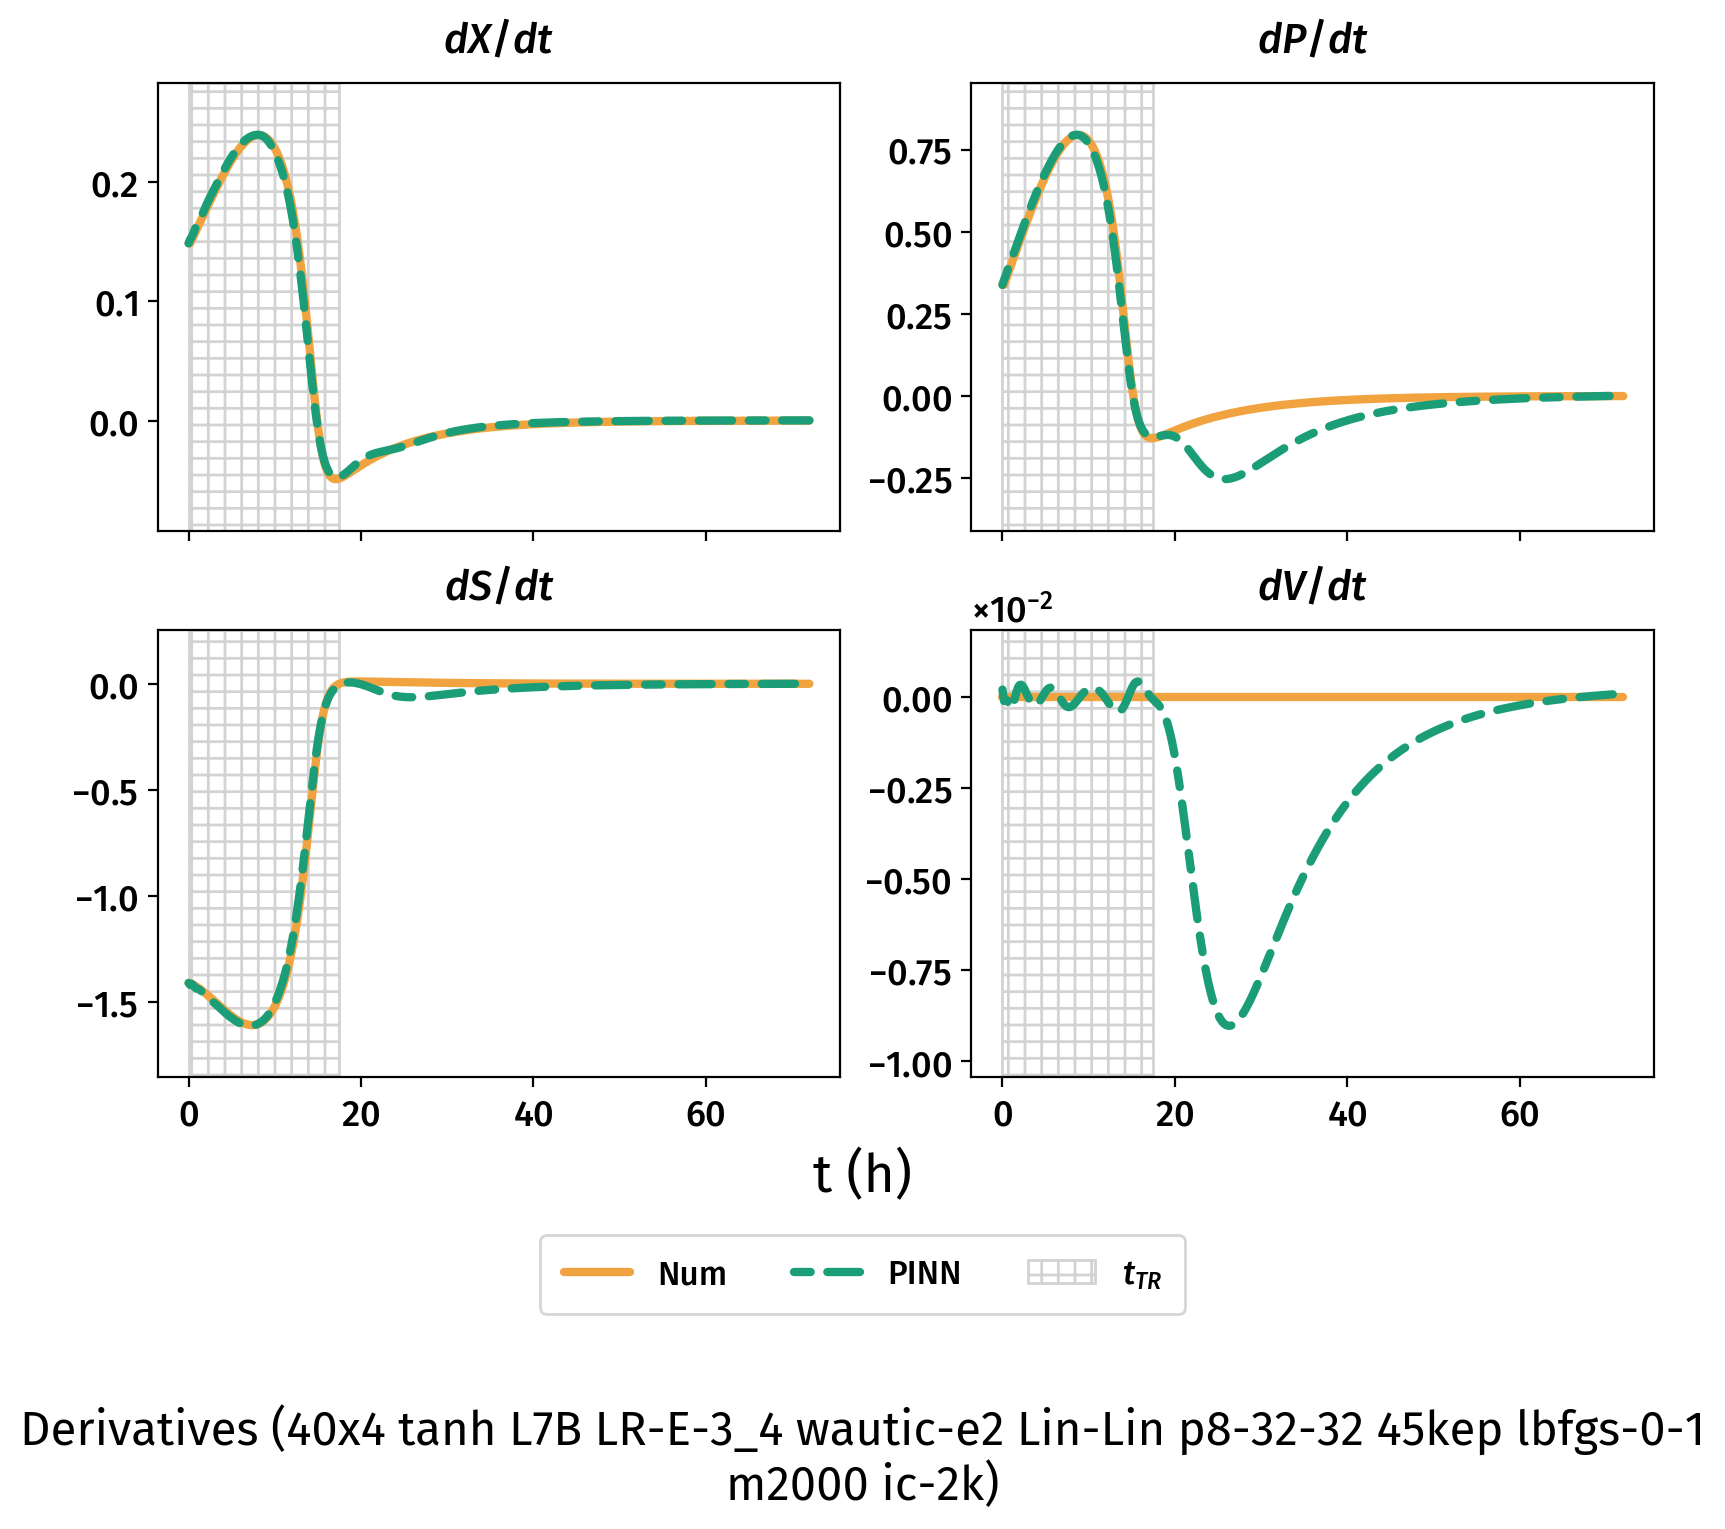 dX/dt
dP/dt
0.2
0.1
0.0
0.75
0.50
0.25
0.00
−0.25
dS/dt
dV/dt
×10⁻²
0.0
−0.5
−1.0
−1.5
0.00
−0.25
−0.50
−0.75
−1.00
0 20 40 60
0 20 40 60
t (h)
Num PINN t_TR
Derivatives (40x4 tanh L7B LR-E-3_4 wautic-e2 Lin-Lin p8-32-32 45kep lbfgs-0-1
m2000 ic-2k)